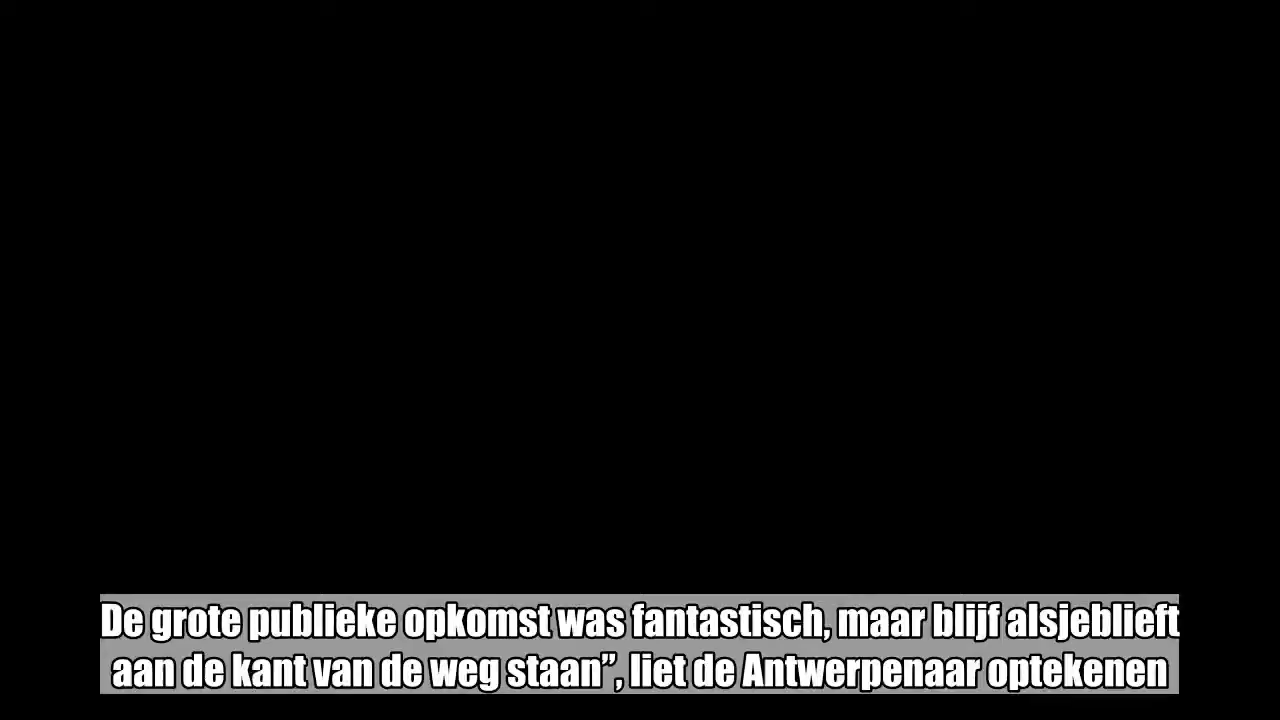 De grote publieke opkomst was fantastisch, maar blijf alsjeblieft
aan de kant van de weg staan”, liet de Antwerpenaar optekenen